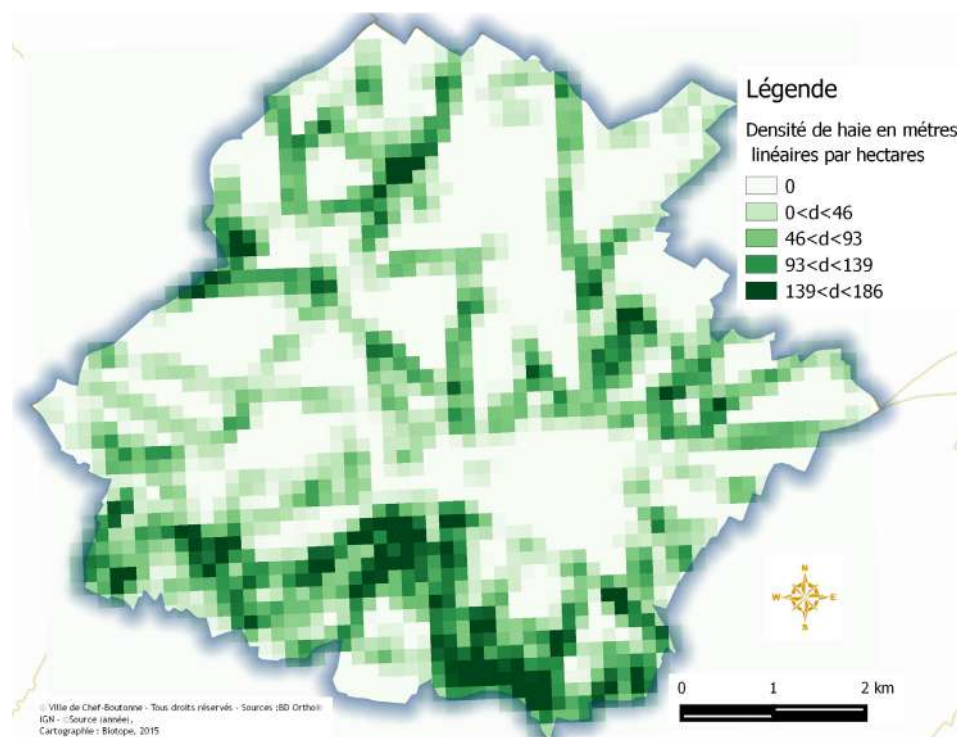 Légende
Densité de haie en métres
linéaires par hectares
0
0<d<46
46<d<93
93<d<139
139<d<186
N
W E
S
0 1 2 km
© Ville de Chef-Boutonne - Tous droits réservés - Sources :BD Ortho®
IGN - ©Source (année),
Cartographie : Biotope, 2015